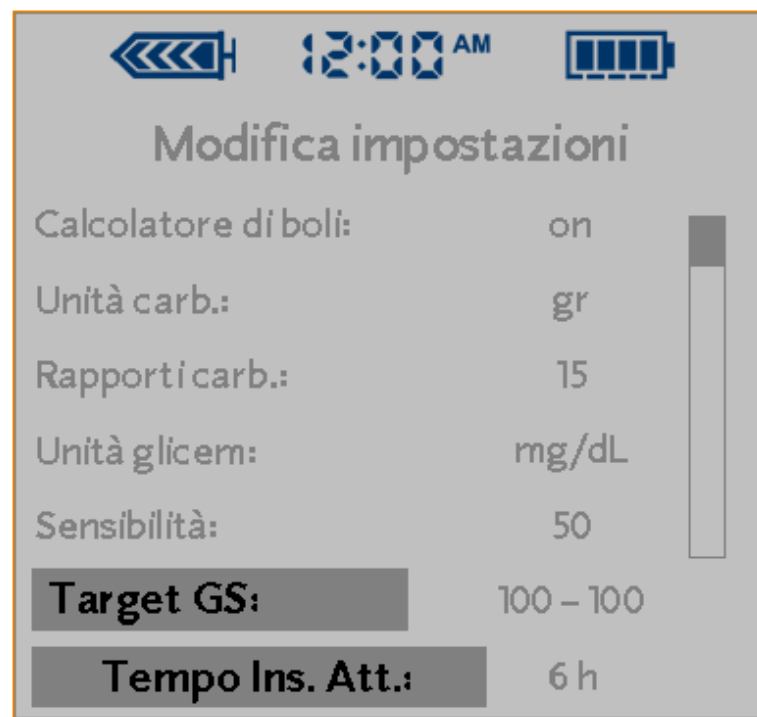 12:00 AM
Modifica impostazioni
Calcolatore di boli: on
Unità carb.: gr
Rapporti carb.: 15
Unità glicem: mg/dL
Sensibilità: 50
Target GS: 100 – 100
Tempo Ins. Att.: 6 h